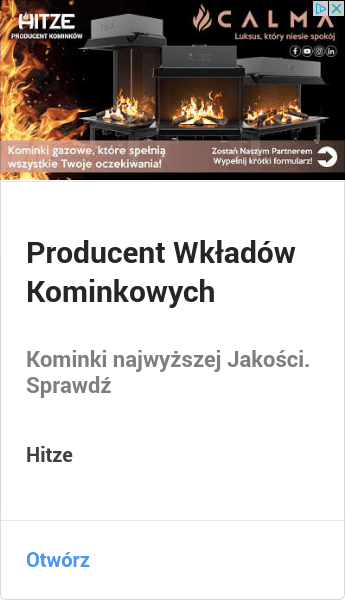 HITZE
PRODUCENT KOMINKÓW
CALMA
Luksus, który niesie spokój
Kominki gazowe, które spełnią
wszystkie Twoje oczekiwania!
Zostań Naszym Partnerem
Wypełnij krótki formularz!
Producent Wkładów
Kominkowych
Kominki najwyższej Jakości.
Sprawdź
Hitze
Otwórz